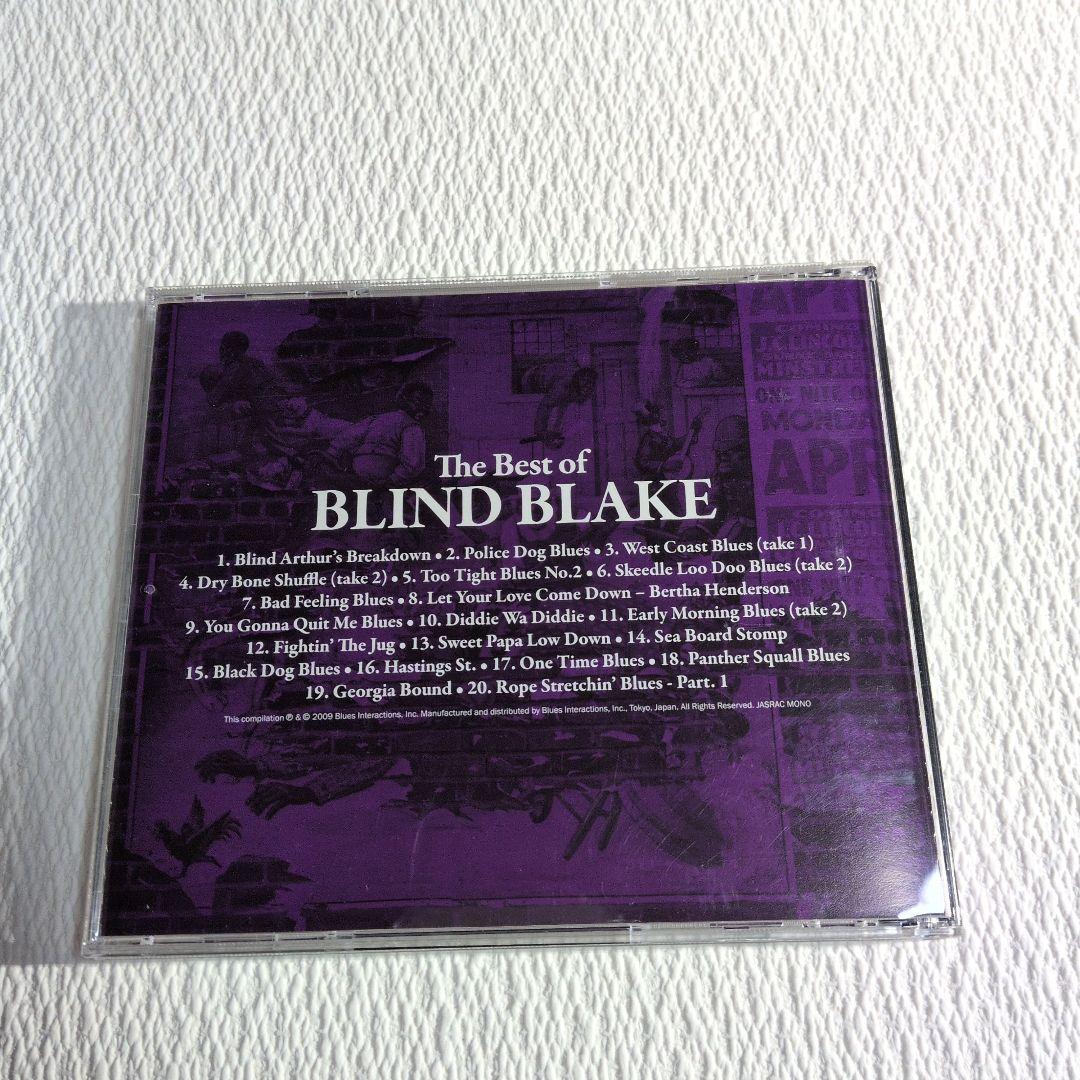 The Best of
BLIND BLAKE
1. Blind Arthur's Breakdown • 2. Police Dog Blues • 3. West Coast Blues (take 1)
4. Dry Bone Shuffle (take 2) • 5. Too Tight Blues No.2 • 6. Skeedle Loo Doo Blues (take 2)
7. Bad Feeling Blues • 8. Let Your Love Come Down – Bertha Henderson
9. You Gonna Quit Me Blues • 10. Diddie Wa Diddie • 11. Early Morning Blues (take 2)
12. Fightin' The Jug • 13. Sweet Papa Low Down • 14. Sea Board Stomp
15. Black Dog Blues • 16. Hastings St. • 17. One Time Blues • 18. Panther Squall Blues
19. Georgia Bound • 20. Rope Stretchin' Blues - Part. 1
This compilation ℗ & © 2009 Blues Interactions, Inc. Manufactured and distributed by Blues Interactions, Inc., Tokyo, Japan. All Rights Reserved. JASRAC MONO
COMING
MINSTRE
ONE NITE O
MONDA
APR